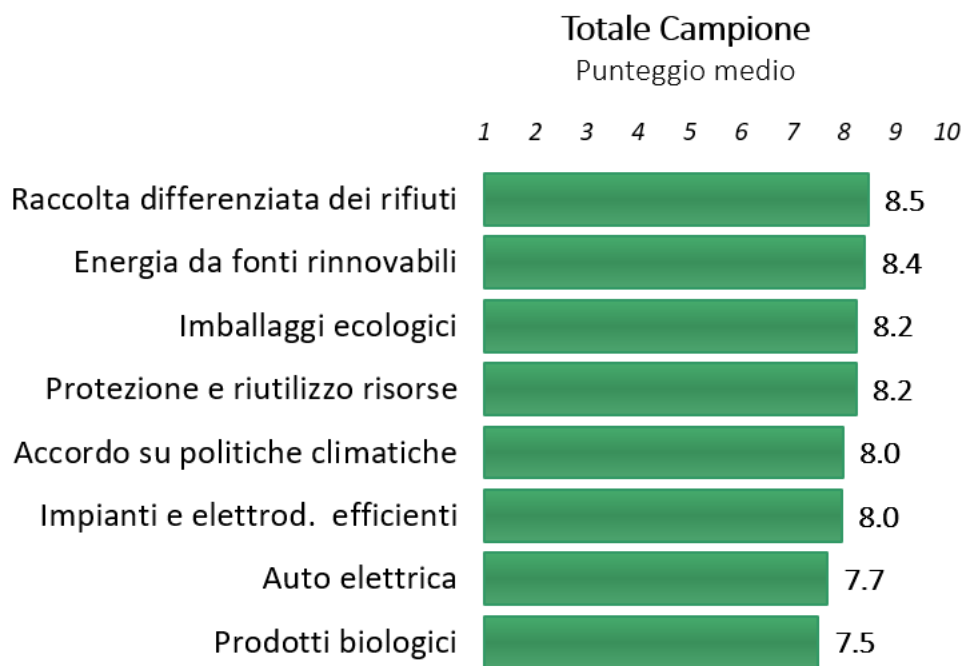 Totale Campione
Punteggio medio
1 2 3 4 5 6 7 8 9 10
Raccolta differenziata dei rifiuti 8.5
Energia da fonti rinnovabili 8.4
Imballaggi ecologici 8.2
Protezione e riutilizzo risorse 8.2
Accordo su politiche climatiche 8.0
Impianti e elettrod. efficienti 8.0
Auto elettrica 7.7
Prodotti biologici 7.5